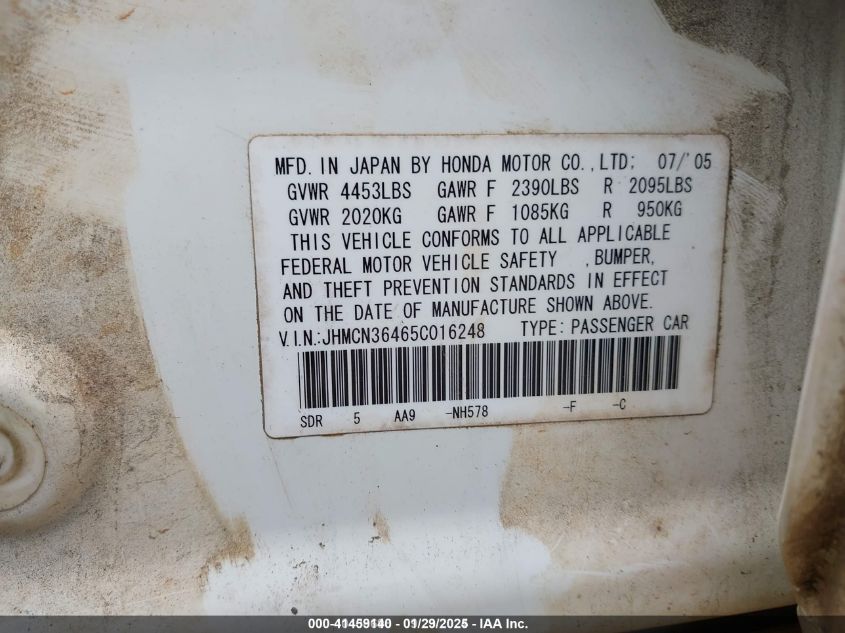 MFD. IN JAPAN BY HONDA MOTOR CO.,LTD; 07/'05
GVWR 4453LBS GAWR F 2390LBS R 2095LBS
GVWR 2020KG GAWR F 1085KG R 950KG
THIS VEHICLE CONFORMS TO ALL APPLICABLE
FEDERAL MOTOR VEHICLE SAFETY ,BUMPER,
AND THEFT PREVENTION STANDARDS IN EFFECT
ON THE DATE OF MANUFACTURE SHOWN ABOVE.
V.I.N.:JHMCN36465C016248 TYPE: PASSENGER CAR
SDR 5 AA9 -NH578 -F -C
000-41459140 - 01/29/2025 - IAA Inc.